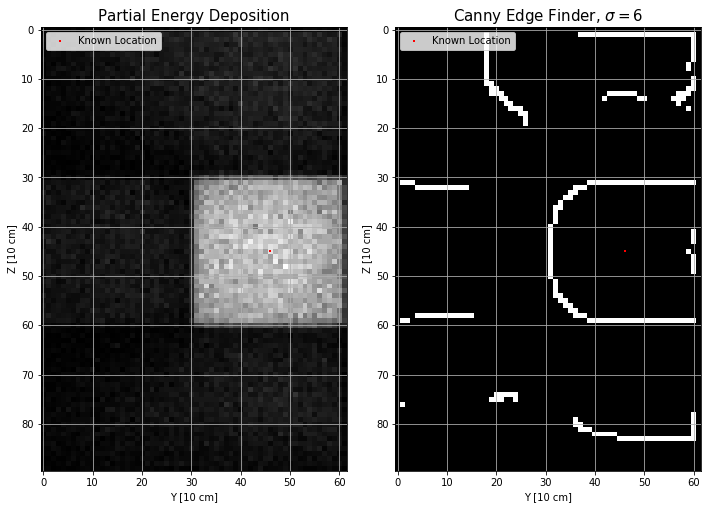 Partial Energy Deposition
Known Location
0
10
20
30
40
50
60
70
80
Z [10 cm]
0 10 20 30 40 50 60
Y [10 cm]
Canny Edge Finder, σ = 6
Known Location
0
10
20
30
40
50
60
70
80
Z [10 cm]
0 10 20 30 40 50 60
Y [10 cm]